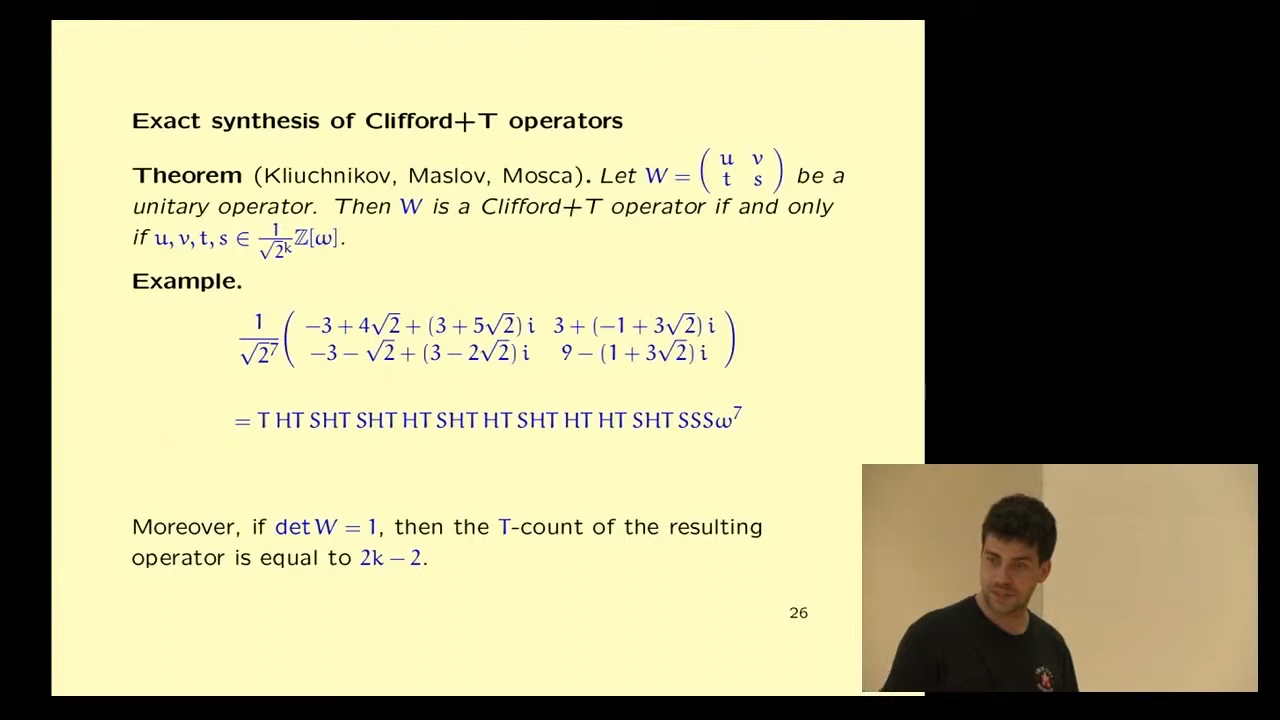 Exact synthesis of Clifford+T operators
Theorem (Kliuchnikov, Maslov, Mosca). Let W = ( u v ; t s ) be a
unitary operator. Then W is a Clifford+T operator if and only
if u, v, t, s ∈ 1/√2^k ℤ[ω].
Example.
1/√2^7 ( −3 + 4√2 + (3 + 5√2) i 3 + (−1 + 3√2) i
−3 − √2 + (3 − 2√2) i 9 − (1 + 3√2) i )
= T HT SHT SHT HT SHT HT SHT HT HT SHT SSSω^7
Moreover, if det W = 1, then the T-count of the resulting
operator is equal to 2k − 2.
26